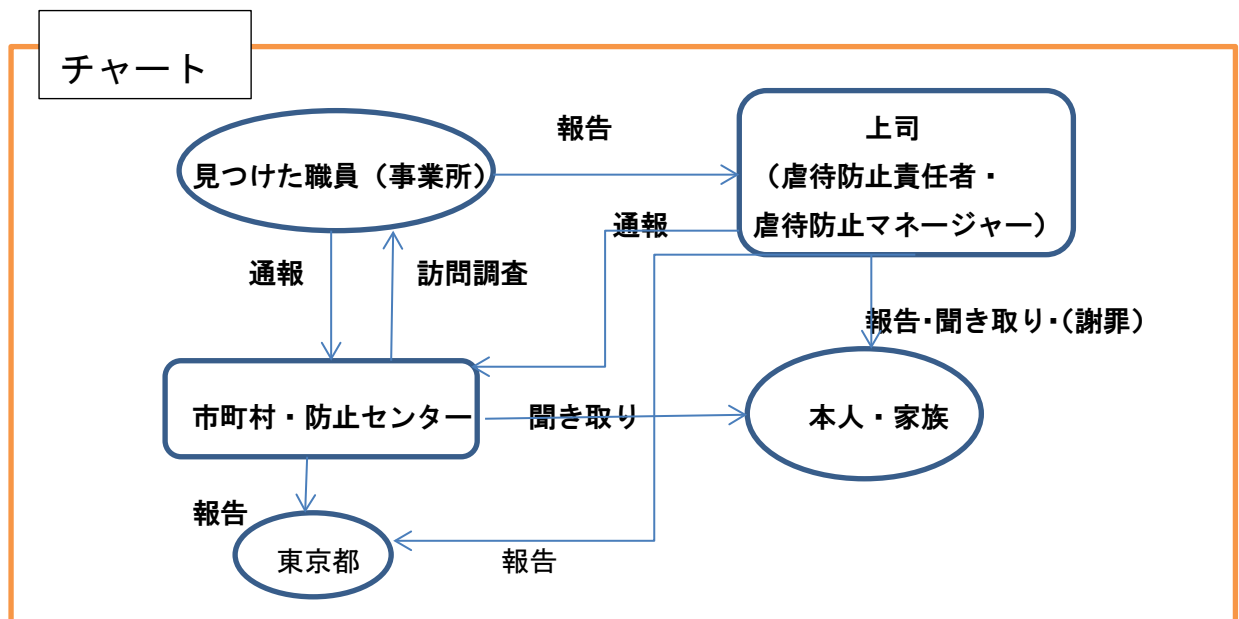 チャート
報告
上司
見つけた職員（事業所）
（虐待防止責任者・
虐待防止マネージャー）
通報
通報
訪問調査
報告・聞き取り・（謝罪）
市町村・防止センター
聞き取り
本人・家族
報告
東京都
報告